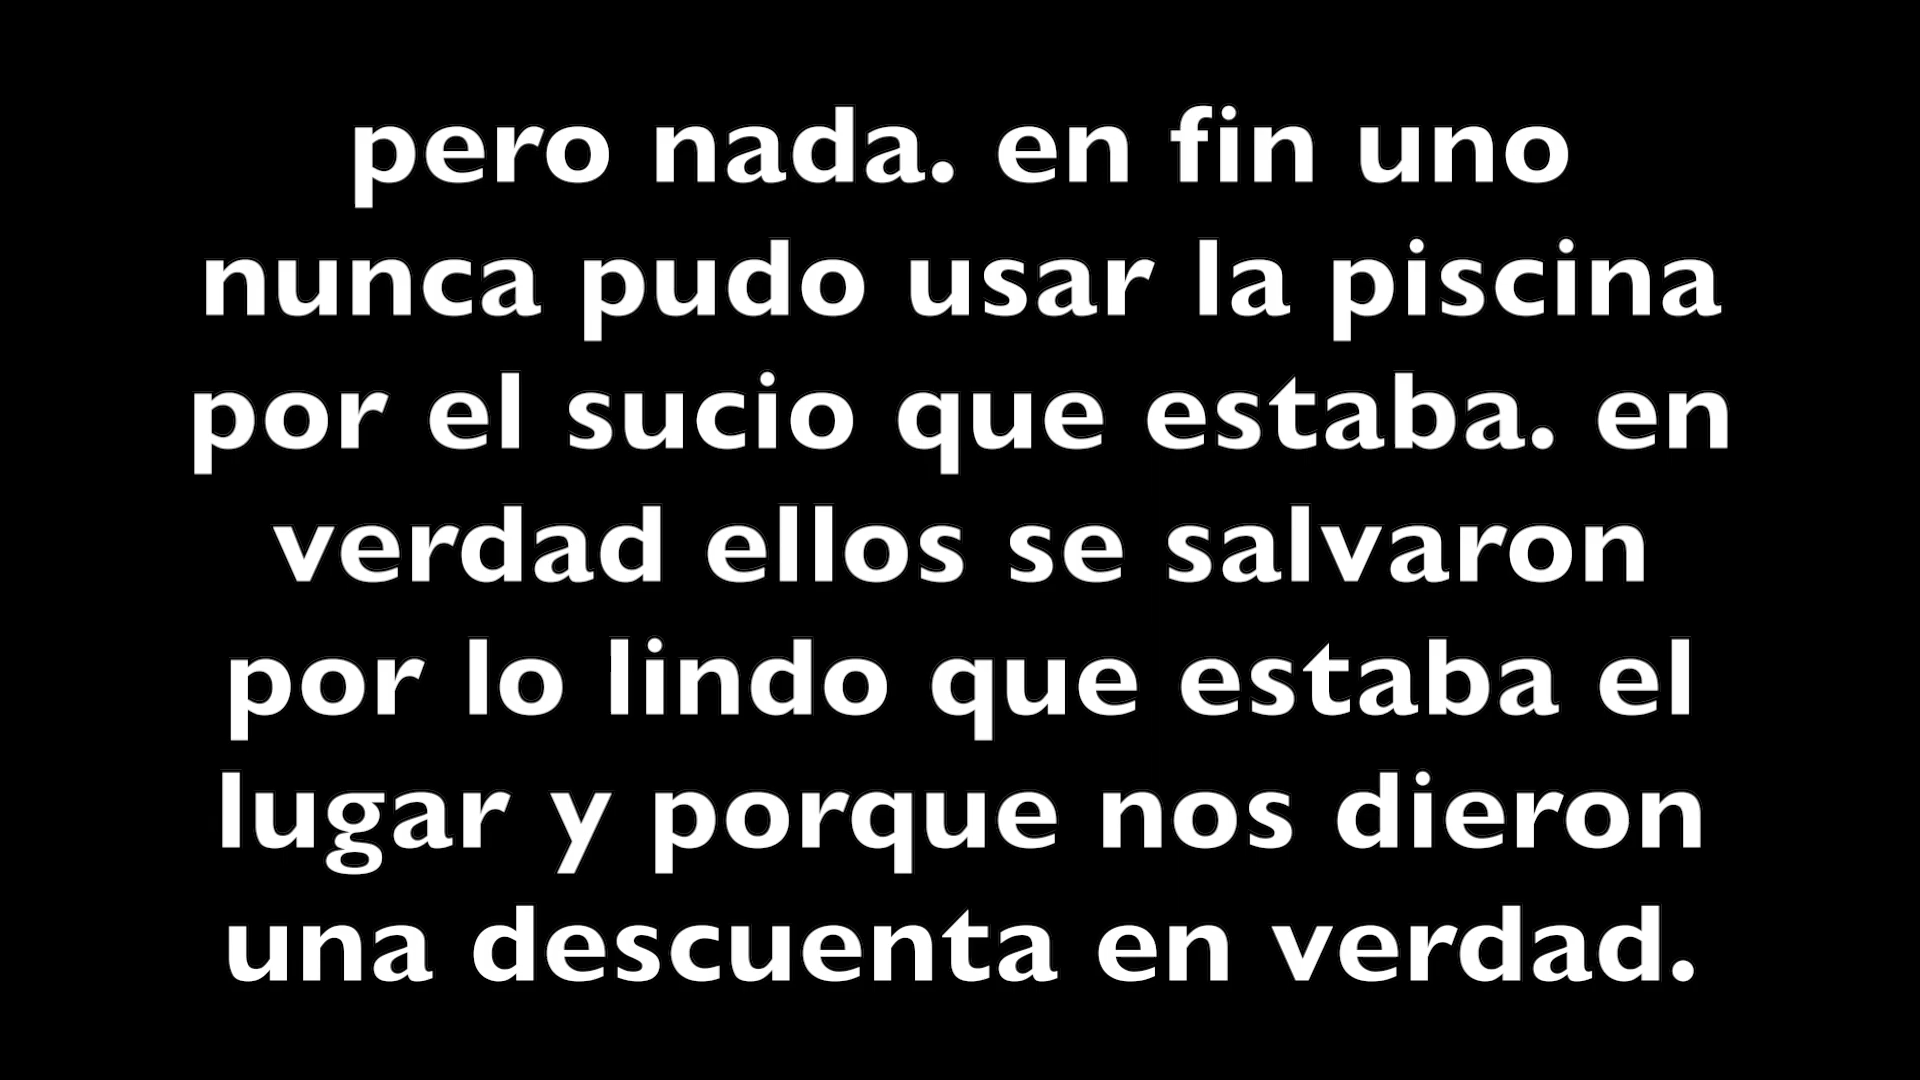 pero nada. en fin uno
nunca pudo usar la piscina
por el sucio que estaba. en
verdad ellos se salvaron
por lo lindo que estaba el
lugar y porque nos dieron
una descuenta en verdad.